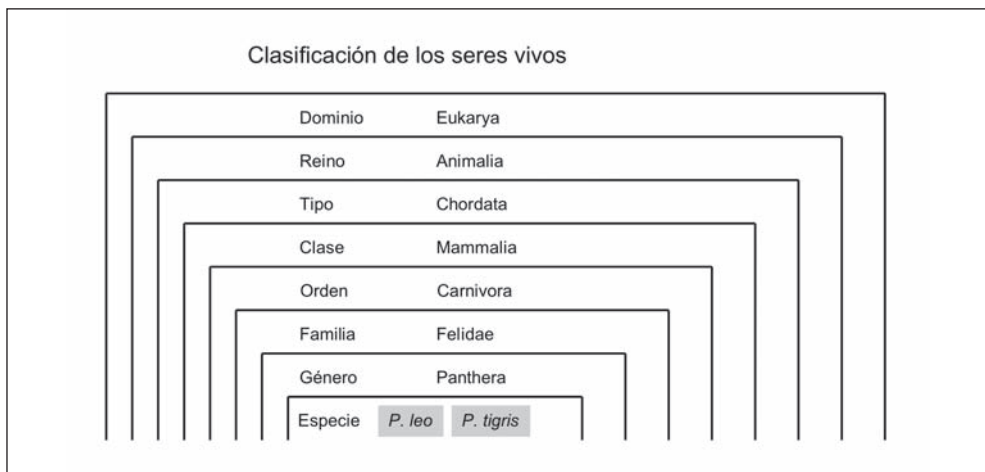 Clasificación de los seres vivos
Dominio Eukarya
Reino Animalia
Tipo Chordata
Clase Mammalia
Orden Carnivora
Familia Felidae
Género Panthera
Especie P. leo P. tigris